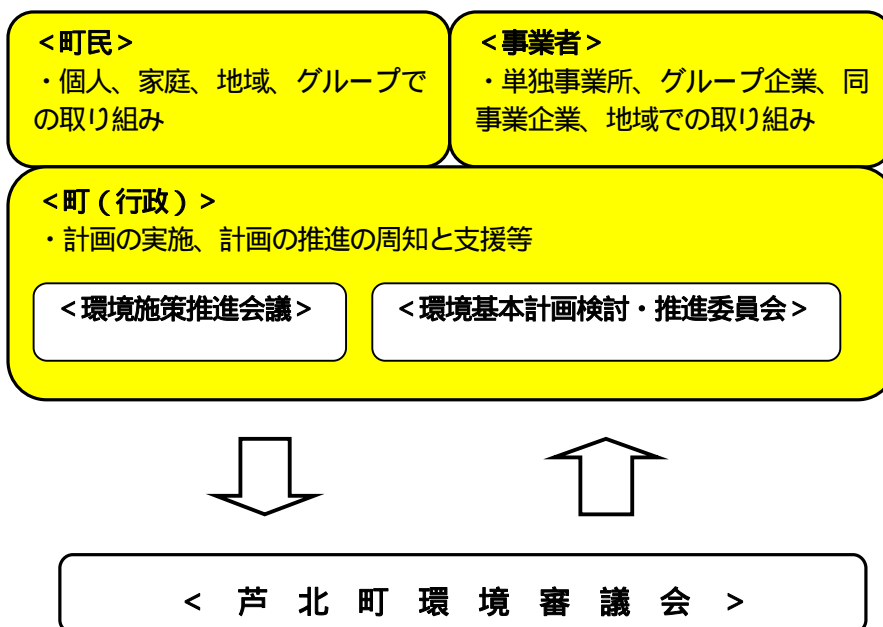 <町民>
・個人、家庭、地域、グループで
の取り組み
<事業者>
・単独事業所、グループ企業、同
事業企業、地域での取り組み
<町(行政)>
・計画の実施、計画の推進の周知と支援等
<環境施策推進会議>
<環境基本計画検討・推進委員会>
< 芦 北 町 環 境 審 議 会 >